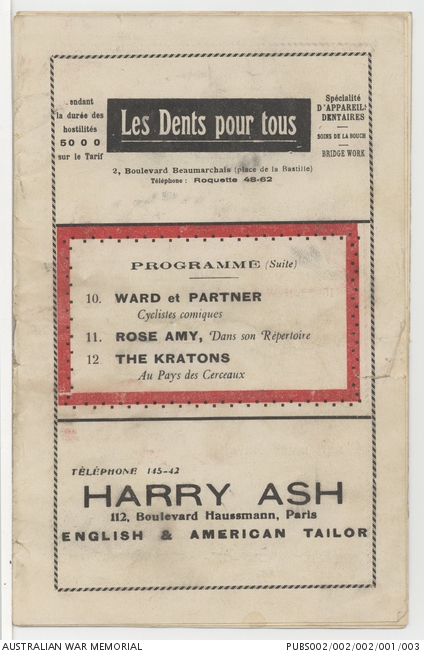 endant
la durée des
hostilités
50 0 0
sur le Tarif
Les Dents pour tous
Spécialité
D'APPAREILS
DENTAIRES
SOINS DE LA BOUCH
BRIDGE WORK
2, Boulevard Beaumarchais (place de la Bastille)
Téléphone : Roquette 48-62
PROGRAMME (Suite)
10. WARD et PARTNER
Cyclistes comiques
11. ROSE AMY, Dans son Répertoire
12 THE KRATONS
Au Pays des Cerceaux
TÉLÉPHONE 145-42
HARRY ASH
112, Boulevard Haussmann, Paris
ENGLISH & AMERICAN TAILOR
AUSTRALIAN WAR MEMORIAL
PUBS002/002/002/001/003